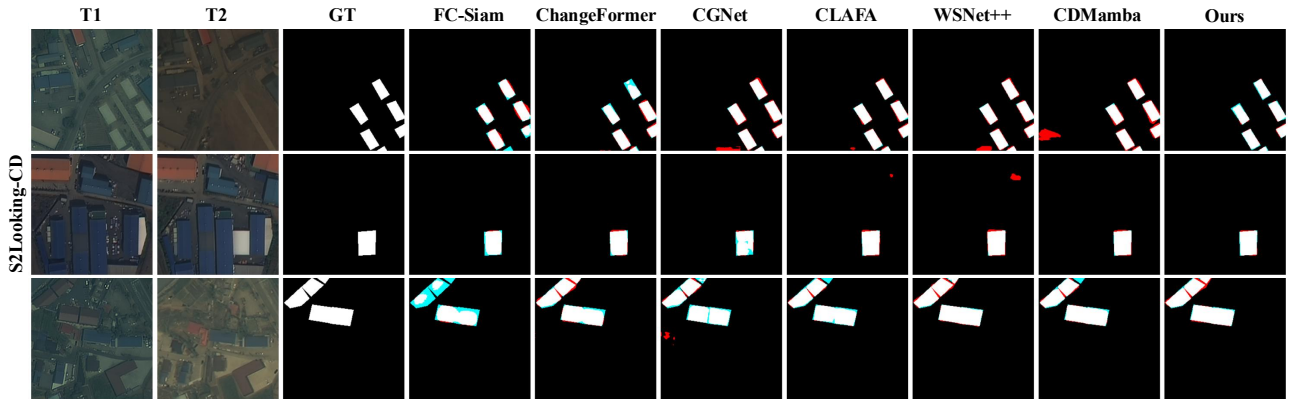 T1 T2 GT FC-Siam ChangeFormer CGNet CLAFA WSNet++ CDMamba Ours
S2Looking-CD